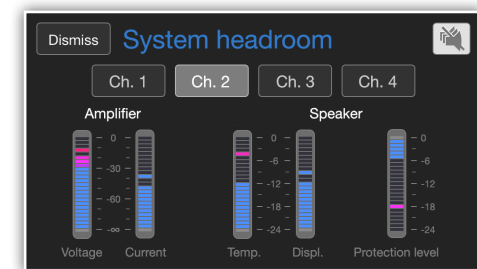 Dismiss System headroom
Ch. 1 Ch. 2 Ch. 3 Ch. 4
Amplifier Speaker
0 0 0
-30 -6 -6
-12 -12
-60 -18 -18
-∞ -24 -24
Voltage Current Temp. Displ. Protection level